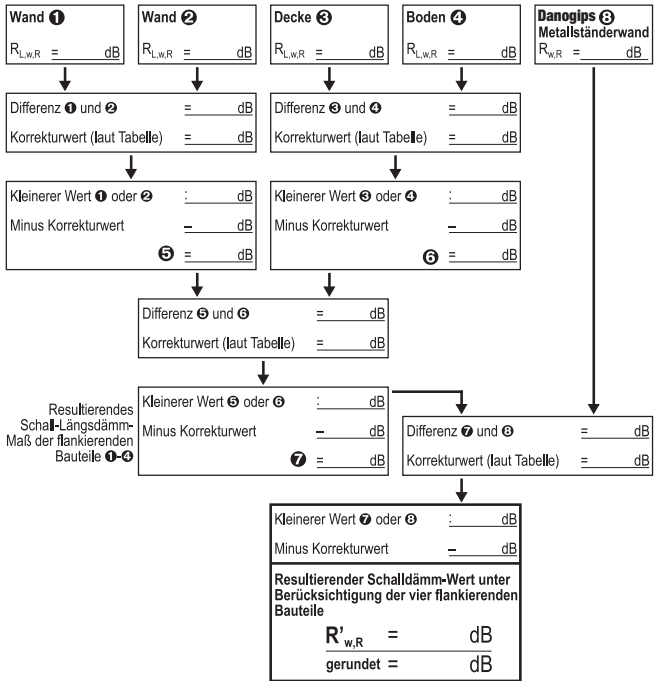 Wand ❶
R L,w,R = dB
Wand ❷
R L,w,R = dB
Decke ❸
R L,w,R = dB
Boden ❹
R L,w,R = dB
Danogips ❽
Metallständerwand
R w,R = dB
Differenz ❶ und ❷ = dB
Korrekturwert (laut Tabelle) = dB
Differenz ❸ und ❹ = dB
Korrekturwert (laut Tabelle) = dB
Kleinerer Wert ❶ oder ❷ : dB
Minus Korrekturwert – dB
❺ = dB
Kleinerer Wert ❸ oder ❹ : dB
Minus Korrekturwert – dB
❻ = dB
Differenz ❺ und ❻ = dB
Korrekturwert (laut Tabelle) = dB
Resultierendes
Schall-Längsdämm-
Maß der flankierenden
Bauteile ❶-❹
Kleinerer Wert ❺ oder ❻ : dB
Minus Korrekturwert – dB
❼ = dB
Differenz ❼ und ❽ = dB
Korrekturwert (laut Tabelle) = dB
Kleinerer Wert ❼ oder ❽ : dB
Minus Korrekturwert – dB
Resultierender Schalldämm-Wert unter
Berücksichtigung der vier flankierenden
Bauteile
R' w,R = dB
gerundet = dB